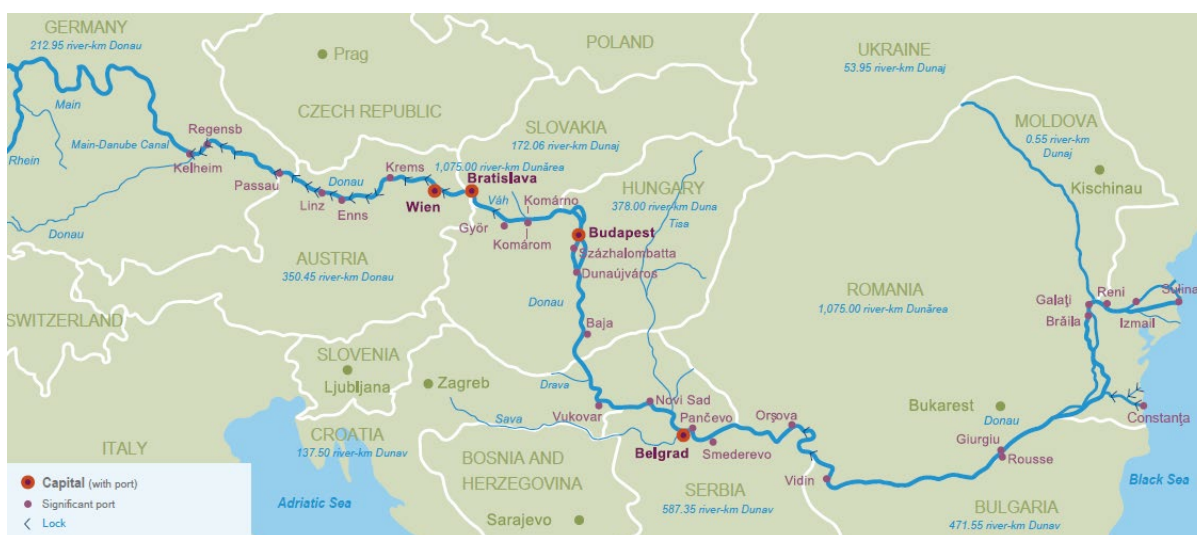 GERMANY
212.95 river-km Donau
POLAND
UKRAINE
53.95 river-km Dunaj
Prag
Main
CZECH REPUBLIC
MOLDOVA
0.55 river-km
Dunaj
Regensb
SLOVAKIA
172.06 river-km Dunaj
Main-Danube Canal
Rhein
Kelheim
Krems
1,075.00 river-km Dunărea
Passau
Donau
Bratislava
HUNGARY
378.00 river-km Duna
Kischinau
Linz
Enns
Wien
Váh
Komárno
Tisa
Győr
Komárom
Budapest
Donau
Százhalombatta
AUSTRIA
350.45 river-km Donau
Dunaújváros
ROMANIA
1,075.00 river-km Dunărea
Galaţi
Reni
Sulina
Brăila
Izmail
Donau
SWITZERLAND
Baja
SLOVENIA
Ljubljana
Zagreb
Drava
Novi Sad
Sava
Vukovar
Pančevo
Orşova
Bukarest
Donau
Constanţa
CROATIA
137.50 river-km Dunav
ITALY
Belgrad
Smederevo
Giurgiu
Rousse
BOSNIA AND
HERZEGOVINA
Vidin
SERBIA
587.35 river-km Dunav
BULGARIA
471.55 river-km Dunav
Black Sea
Adriatic Sea
Sarajevo
Capital (with port)
Significant port
Lock